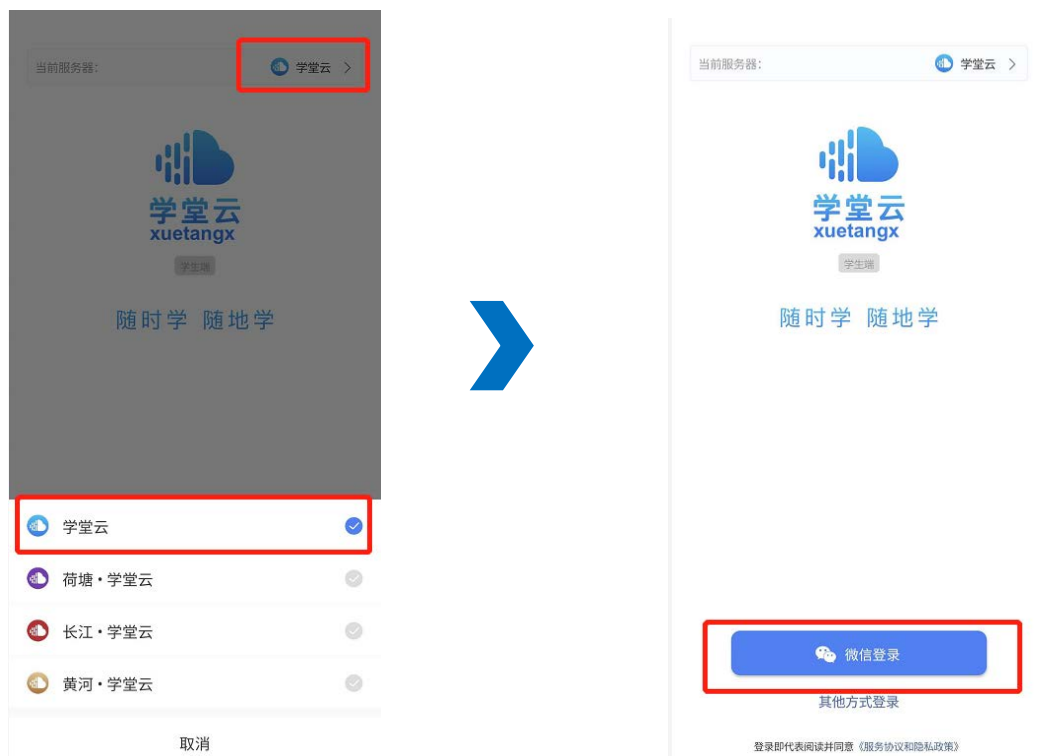 当前服务器：
学堂云
学堂云
xuetangx
学生端
随时学 随地学
学堂云
荷塘・学堂云
长江・学堂云
黄河・学堂云
取消
当前服务器：
学堂云
学堂云
xuetangx
学生端
随时学 随地学
微信登录
其他方式登录
登录即代表阅读并同意《服务协议和隐私政策》